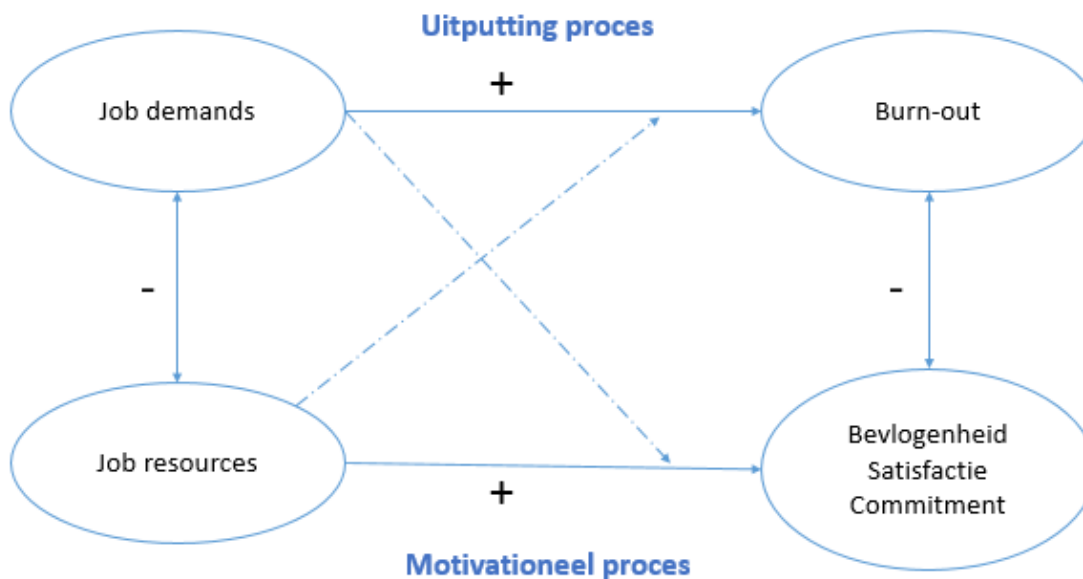 Uitputting proces
+
Job demands
Burn-out
-
-
Job resources
Bevlogenheid
Satisfactie
Commitment
+
Motivationeel proces